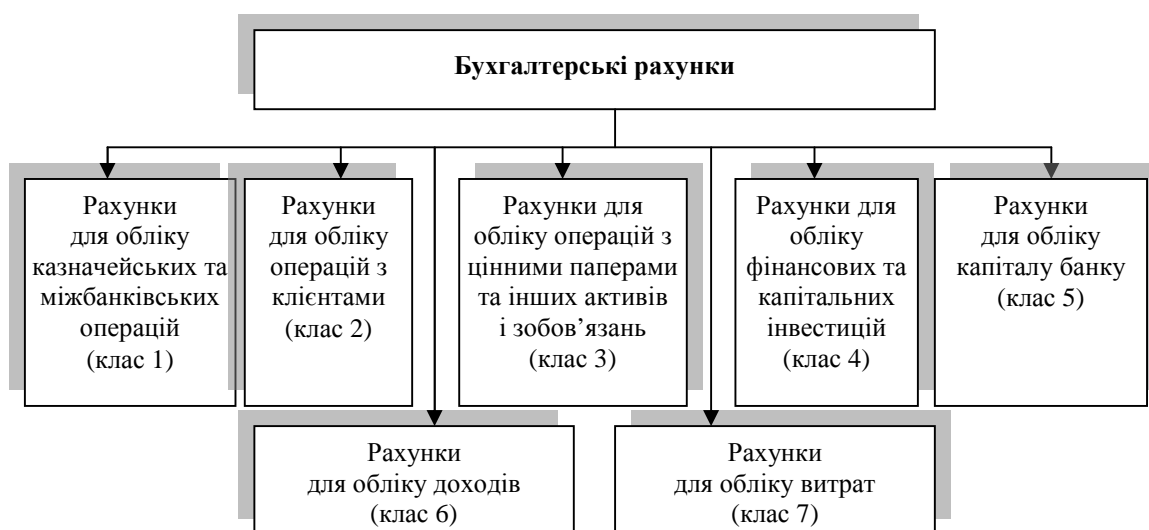 Бухгалтерські рахунки
Рахунки
для обліку
казначейських та
міжбанківських
операцій
(клас 1)
Рахунки
для обліку
операцій з
клієнтами
(клас 2)
Рахунки для
обліку операцій з
цінними паперами
та інших активів
і зобов’язань
(клас 3)
Рахунки для
обліку
фінансових та
капітальних
інвестицій
(клас 4)
Рахунки
для обліку
капіталу банку
(клас 5)
Рахунки
для обліку доходів
(клас 6)
Рахунки
для обліку витрат
(клас 7)